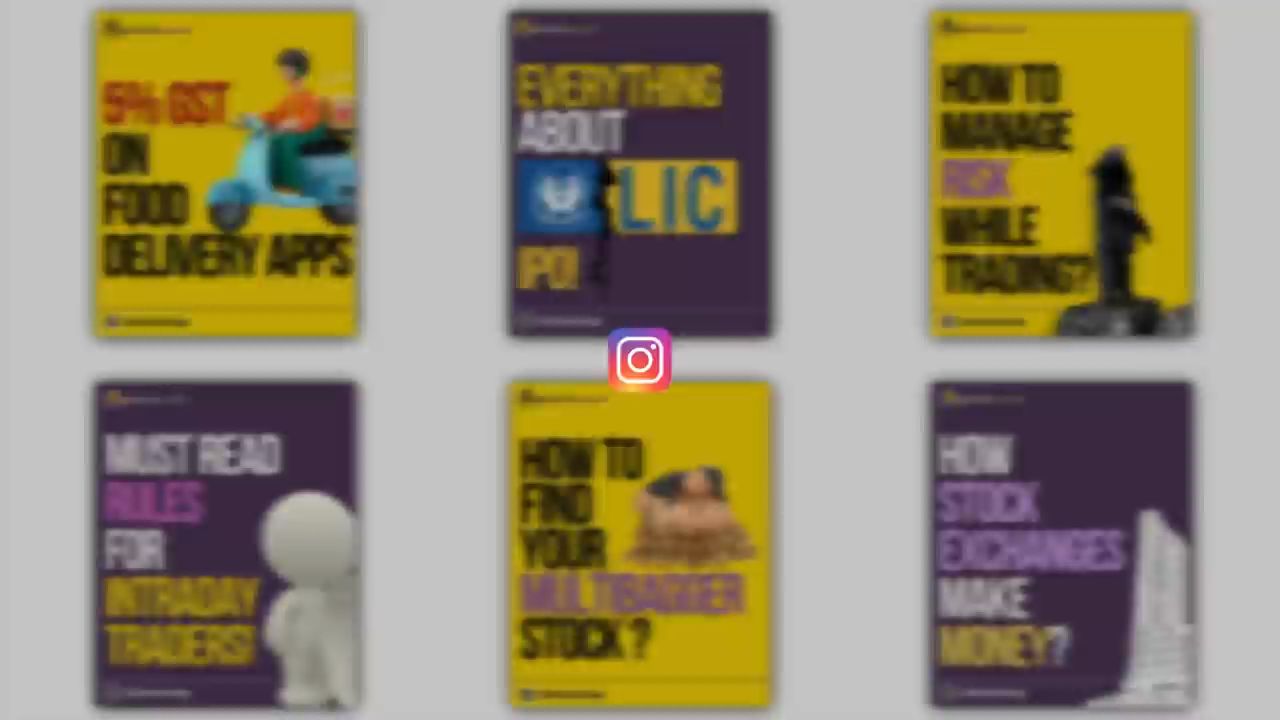 5% GST
ON
FOOD
DELIVERY APPS
EVERYTHING
ABOUT
LIC
IPO!
HOW TO
MANAGE
RISK
WHILE
TRADING?
MUST READ
RULES
FOR
INTRADAY
TRADERS!
HOW TO
FIND
YOUR
MULTIBAGGER
STOCK ?
HOW
STOCK
EXCHANGES
MAKE
MONEY?